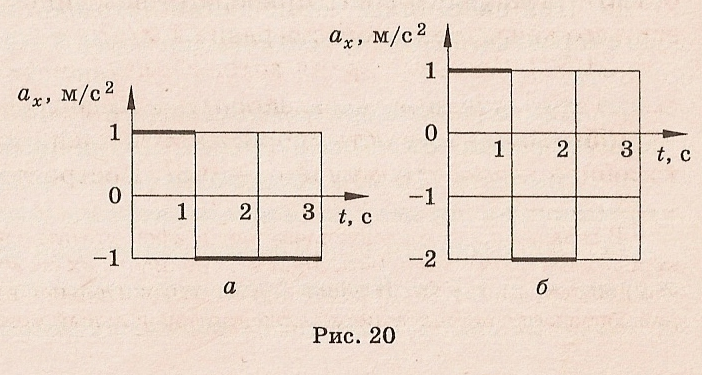 aₓ, м/с²
1
0
−1
1 2 3 t, с
а
aₓ, м/с²
1
0
−1
−2
1 2 3 t, с
б
Рис. 20